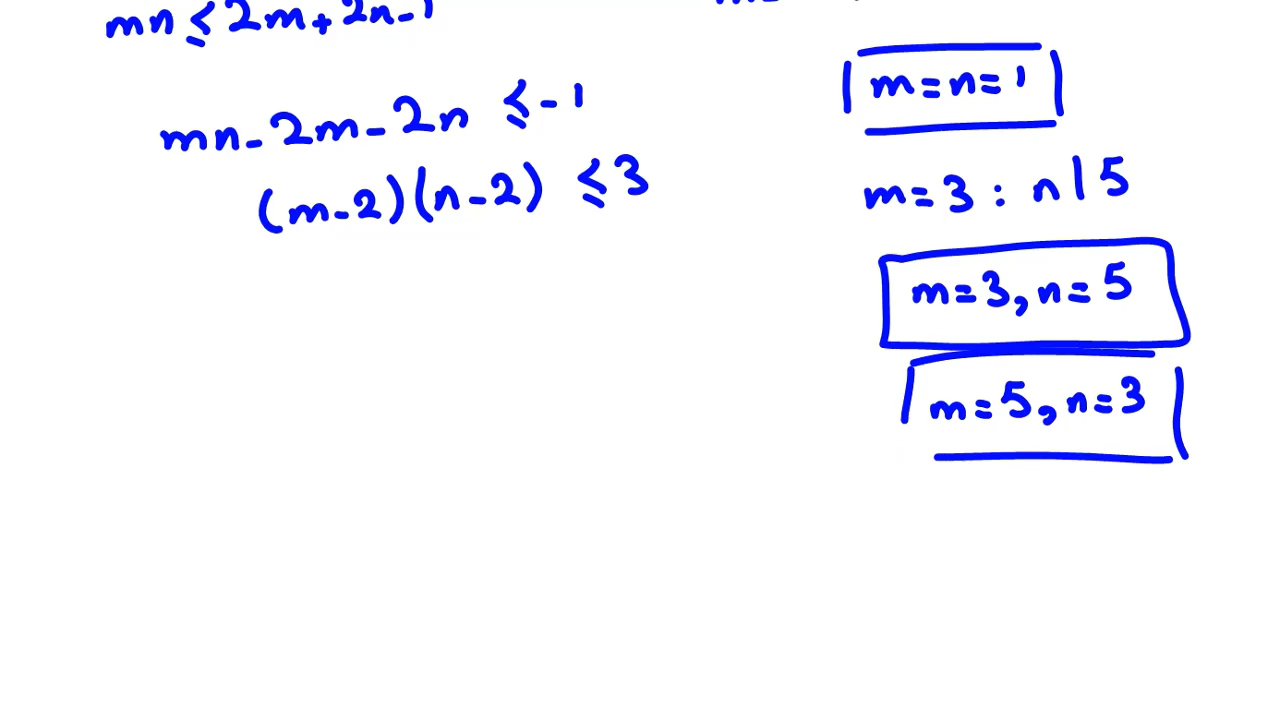 mn ≤ 2m + 2n - 1
mn - 2m - 2n ≤ -1
(m-2)(n-2) ≤ 3
m=n=1
m=3 : n | 5
m=3, n=5
m=5, n=3